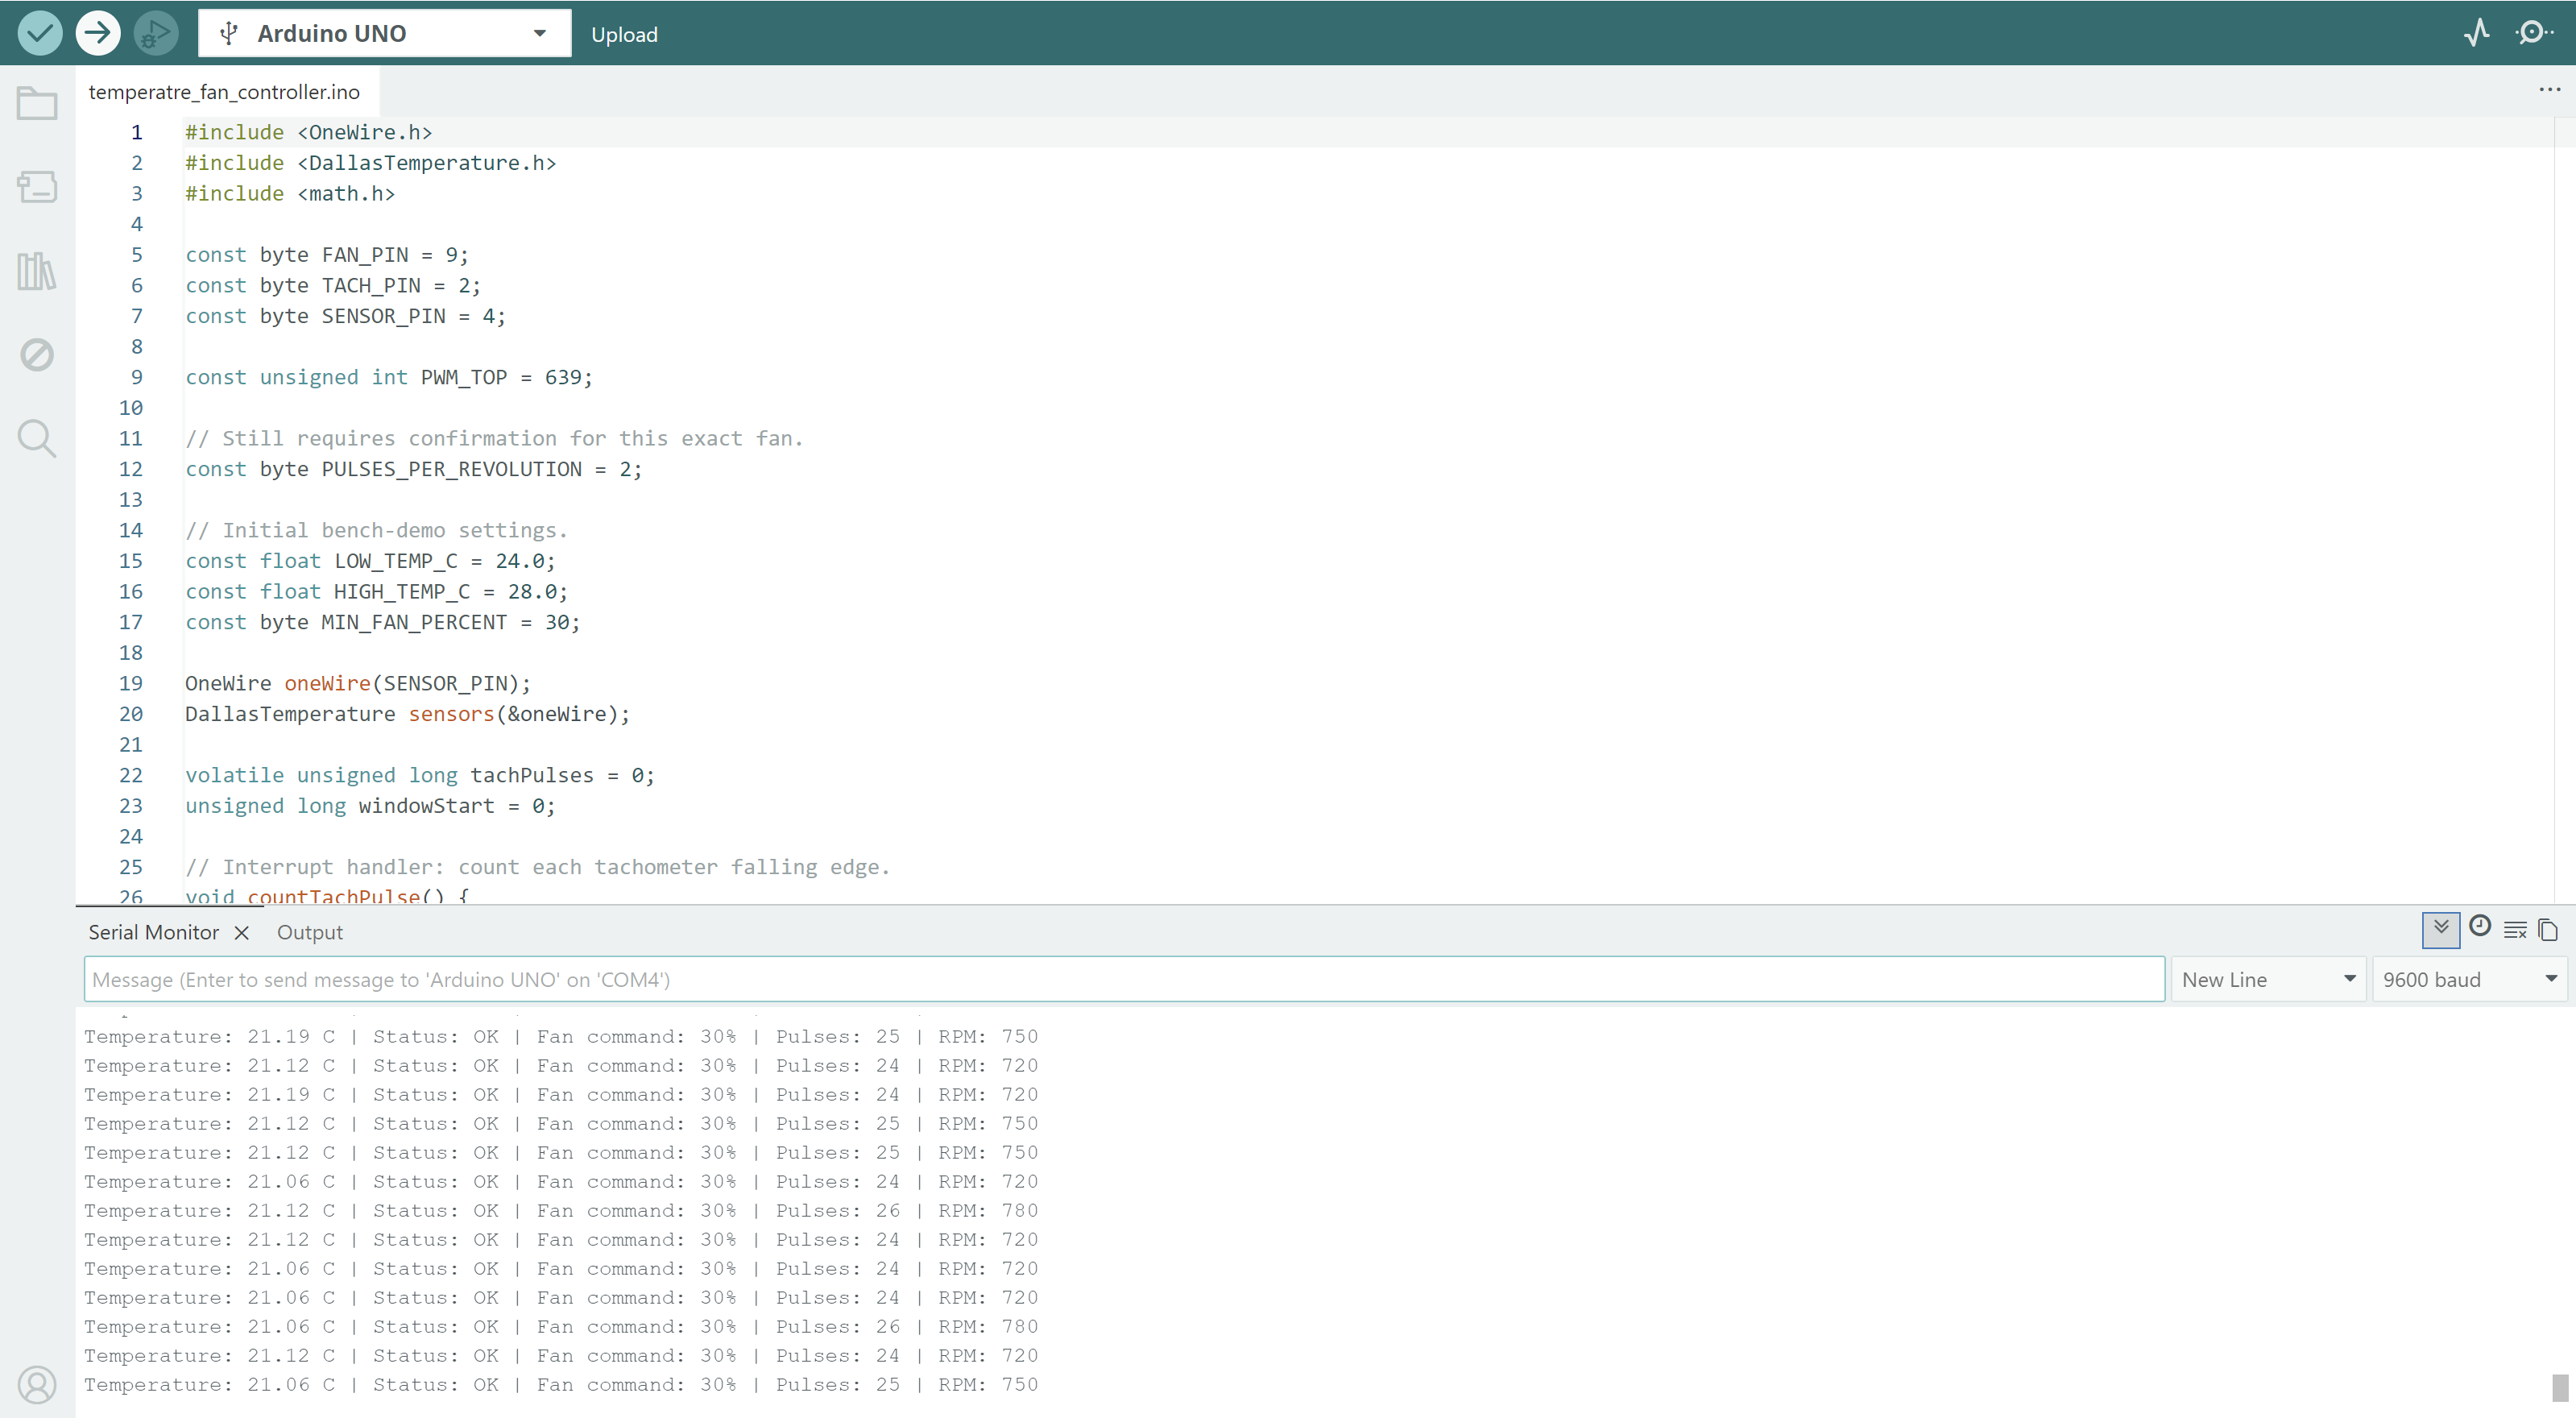 Arduino UNO
Upload
temperatre_fan_controller.ino
1 #include <OneWire.h>
2 #include <DallasTemperature.h>
3 #include <math.h>
4
5 const byte FAN_PIN = 9;
6 const byte TACH_PIN = 2;
7 const byte SENSOR_PIN = 4;
8
9 const unsigned int PWM_TOP = 639;
10
11 // Still requires confirmation for this exact fan.
12 const byte PULSES_PER_REVOLUTION = 2;
13
14 // Initial bench-demo settings.
15 const float LOW_TEMP_C = 24.0;
16 const float HIGH_TEMP_C = 28.0;
17 const byte MIN_FAN_PERCENT = 30;
18
19 OneWire oneWire(SENSOR_PIN);
20 DallasTemperature sensors(&oneWire);
21
22 volatile unsigned long tachPulses = 0;
23 unsigned long windowStart = 0;
24
25 // Interrupt handler: count each tachometer falling edge.
26 void countTachPulse() {
Serial Monitor Output
Message (Enter to send message to 'Arduino UNO' on 'COM4') New Line 9600 baud
Temperature: 21.19 C | Status: OK | Fan command: 30% | Pulses: 25 | RPM: 750
Temperature: 21.12 C | Status: OK | Fan command: 30% | Pulses: 24 | RPM: 720
Temperature: 21.19 C | Status: OK | Fan command: 30% | Pulses: 24 | RPM: 720
Temperature: 21.12 C | Status: OK | Fan command: 30% | Pulses: 25 | RPM: 750
Temperature: 21.12 C | Status: OK | Fan command: 30% | Pulses: 25 | RPM: 750
Temperature: 21.06 C | Status: OK | Fan command: 30% | Pulses: 24 | RPM: 720
Temperature: 21.12 C | Status: OK | Fan command: 30% | Pulses: 26 | RPM: 780
Temperature: 21.12 C | Status: OK | Fan command: 30% | Pulses: 24 | RPM: 720
Temperature: 21.06 C | Status: OK | Fan command: 30% | Pulses: 24 | RPM: 720
Temperature: 21.06 C | Status: OK | Fan command: 30% | Pulses: 24 | RPM: 720
Temperature: 21.06 C | Status: OK | Fan command: 30% | Pulses: 26 | RPM: 780
Temperature: 21.12 C | Status: OK | Fan command: 30% | Pulses: 24 | RPM: 720
Temperature: 21.06 C | Status: OK | Fan command: 30% | Pulses: 25 | RPM: 750